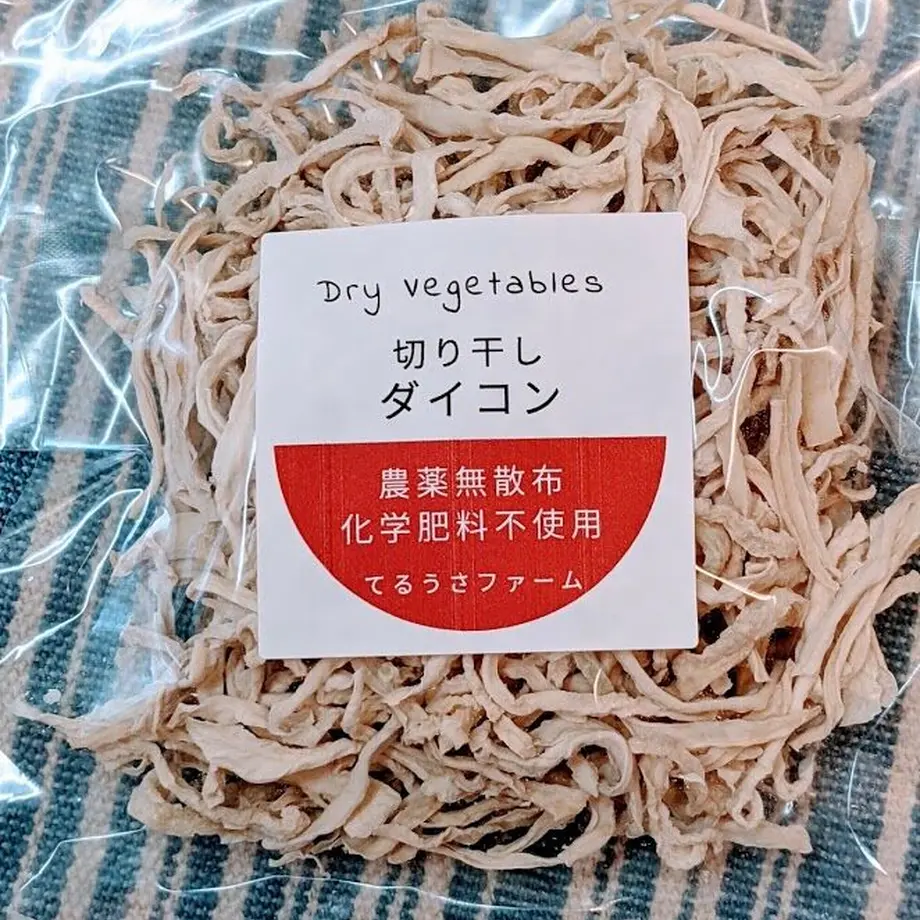 Dry vegetables
切り干し
ダイコン
農薬無散布
化学肥料不使用
てるうさファーム